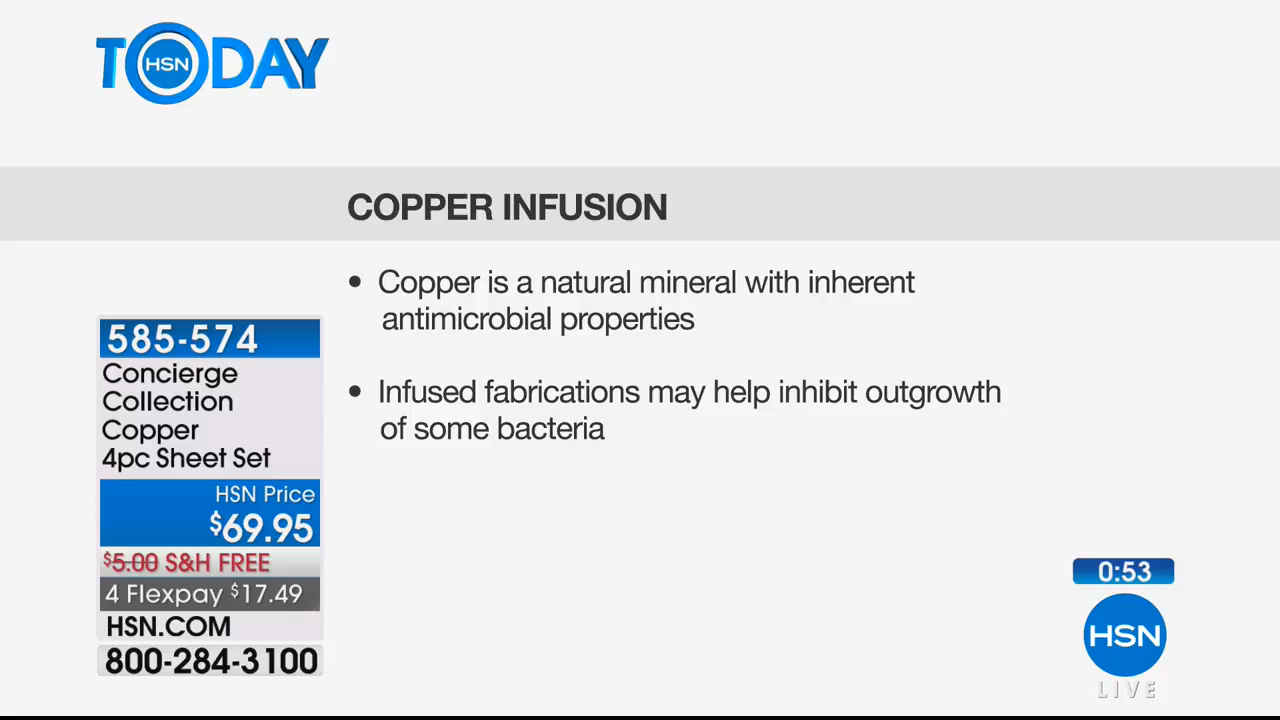 TODAY
HSN
COPPER INFUSION
• Copper is a natural mineral with inherent
antimicrobial properties
• Infused fabrications may help inhibit outgrowth
of some bacteria
585-574
Concierge
Collection
Copper
4pc Sheet Set
HSN Price
$69.95
$5.00 S&H FREE
4 Flexpay $17.49
HSN.COM
800-284-3100
0:53
HSN
LIVE